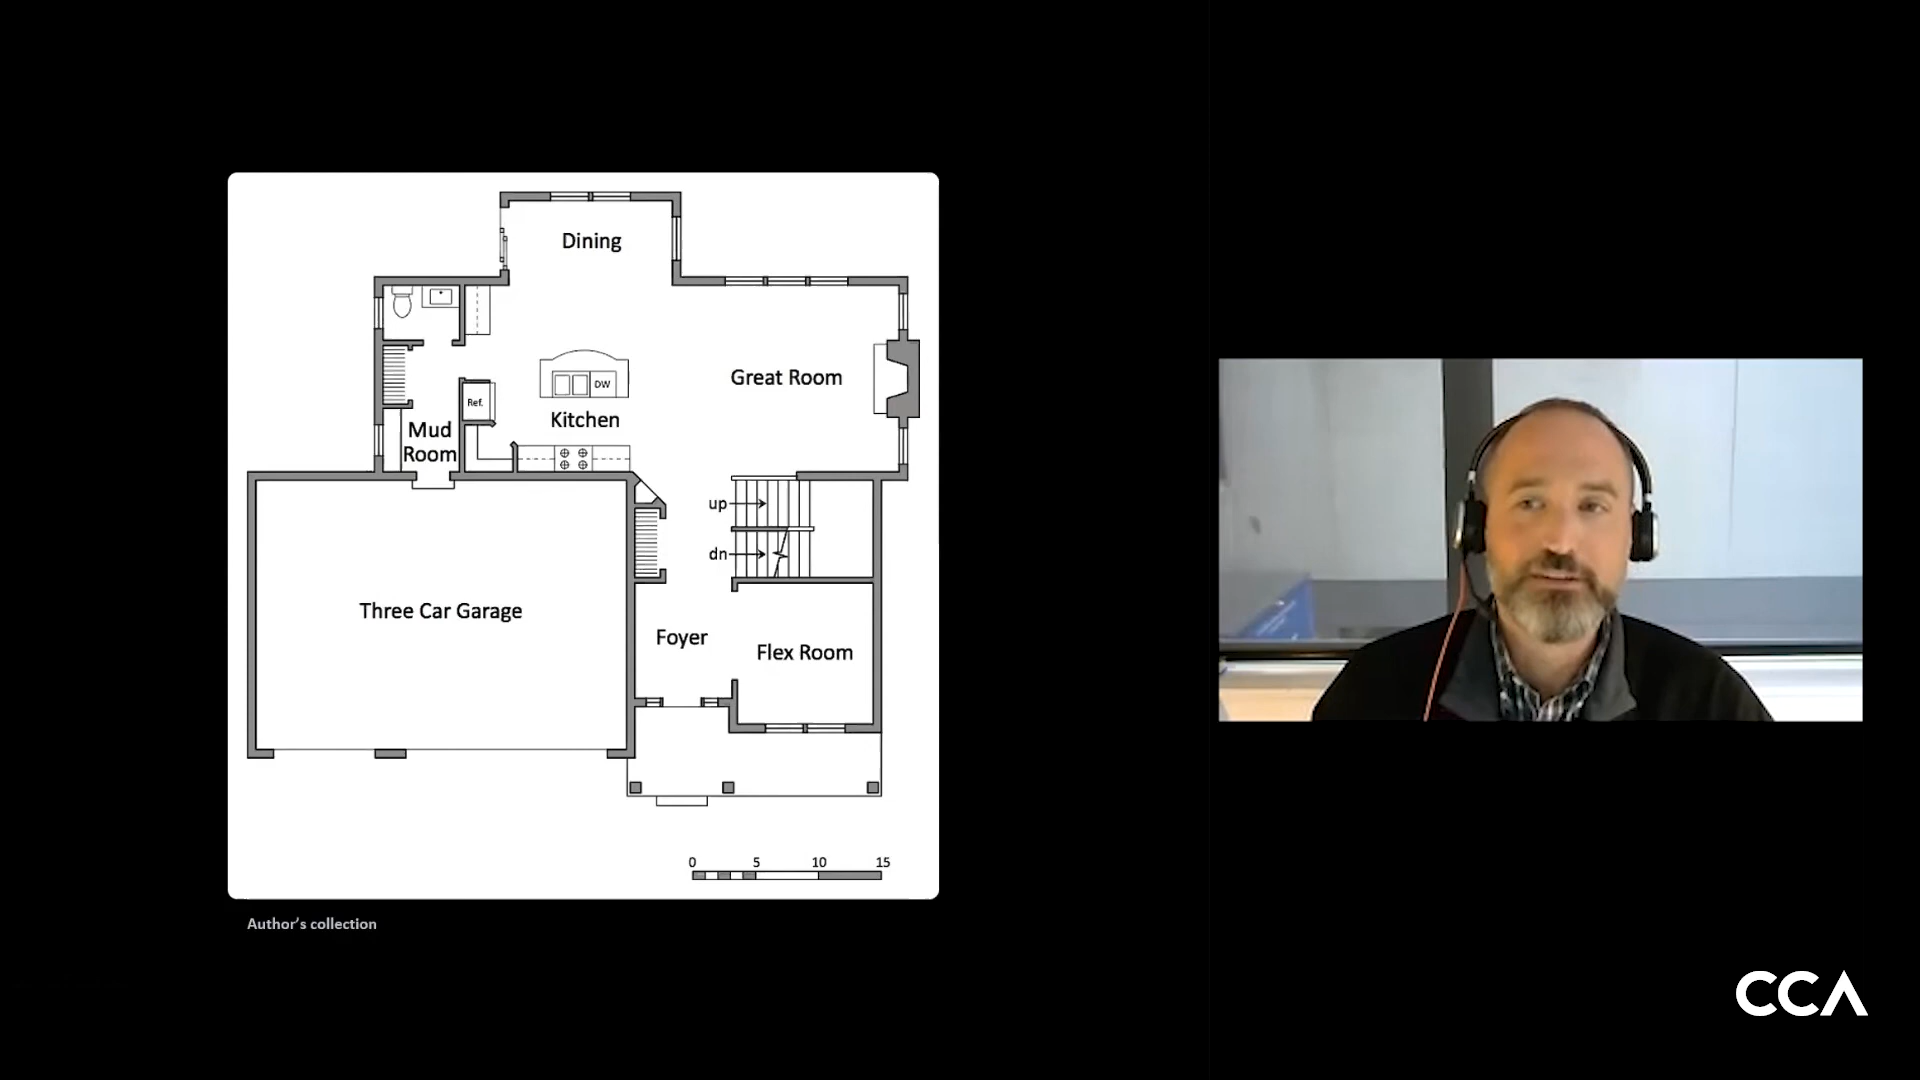 Dining
Great Room
DW
Ref.
Kitchen
Mud
Room
up
dn
Three Car Garage
Foyer
Flex Room
0 5 10 15
Author's collection
CCA